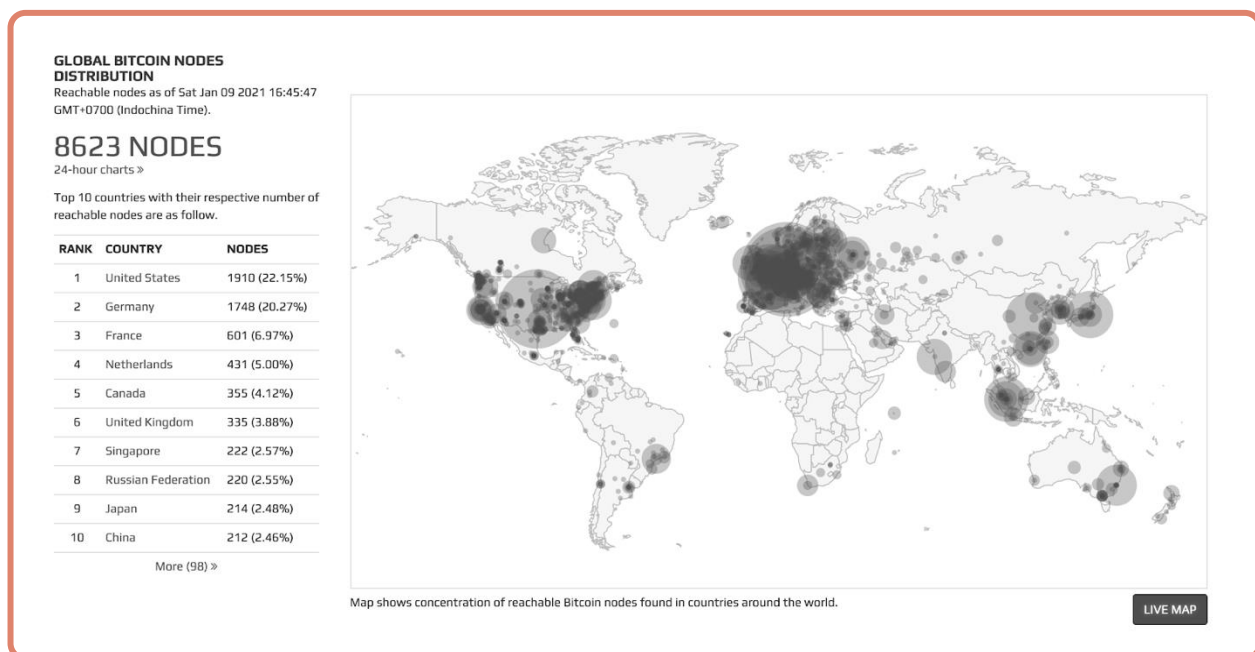 GLOBAL BITCOIN NODES
DISTRIBUTION
Reachable nodes as of Sat Jan 09 2021 16:45:47
GMT+0700 (Indochina Time).
8623 NODES
24-hour charts »
Top 10 countries with their respective number of
reachable nodes are as follow.
RANK COUNTRY NODES
1 United States 1910 (22.15%)
2 Germany 1748 (20.27%)
3 France 601 (6.97%)
4 Netherlands 431 (5.00%)
5 Canada 355 (4.12%)
6 United Kingdom 335 (3.88%)
7 Singapore 222 (2.57%)
8 Russian Federation 220 (2.55%)
9 Japan 214 (2.48%)
10 China 212 (2.46%)
More (98) »
Map shows concentration of reachable Bitcoin nodes found in countries around the world.
LIVE MAP